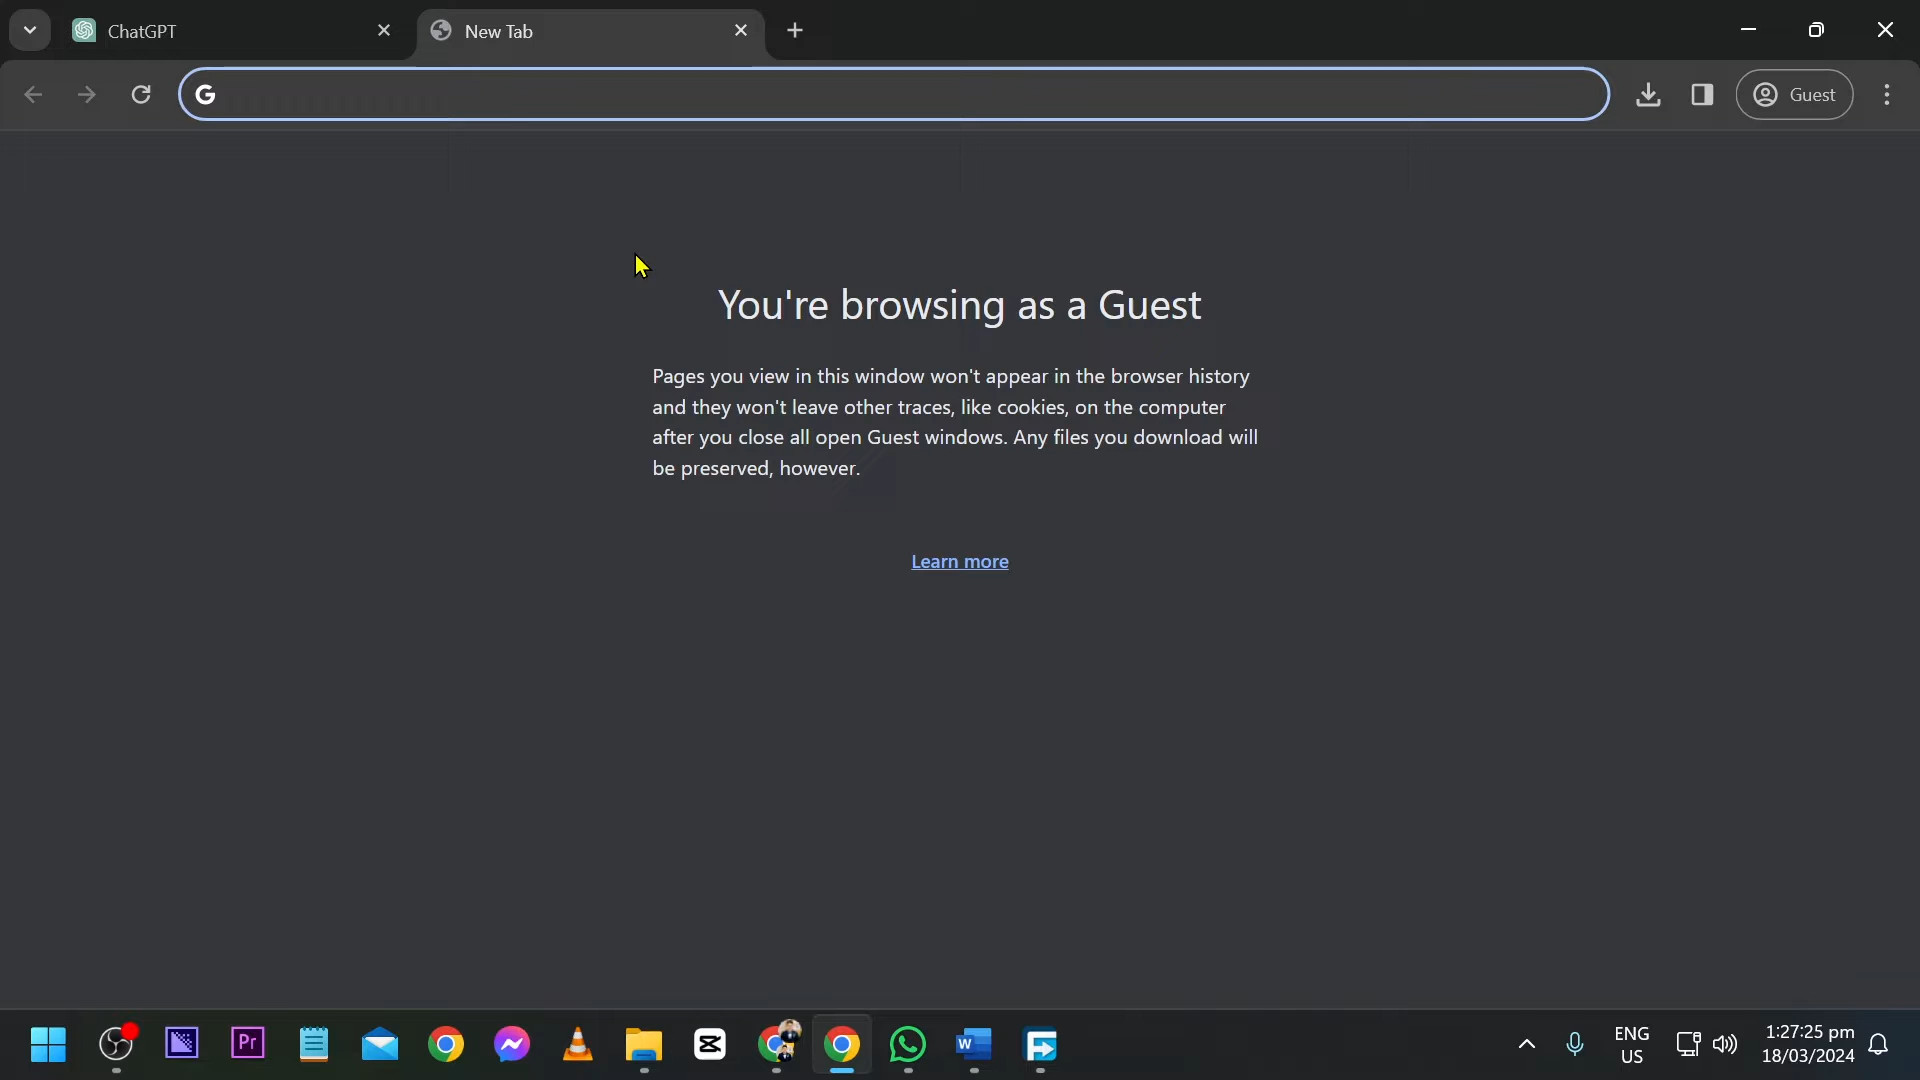 ChatGPT
New Tab
Guest
You're browsing as a Guest
Pages you view in this window won't appear in the browser history
and they won't leave other traces, like cookies, on the computer
after you close all open Guest windows. Any files you download will
be preserved, however.
Learn more
Pr
W
ENG
US
1:27:25 pm
18/03/2024